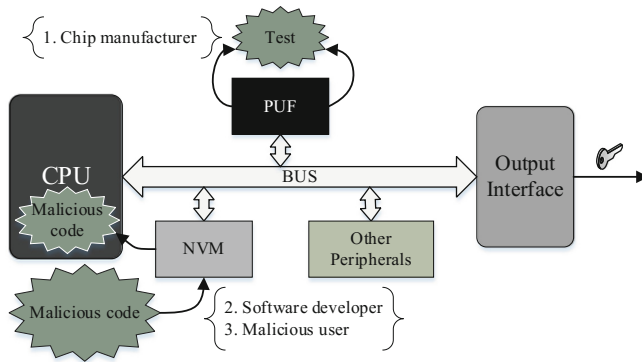 1. Chip manufacturer
Test
PUF
CPU
BUS
Output
Interface
Malicious
code
NVM
Other
Peripherals
Malicious code
2. Software developer
3. Malicious user